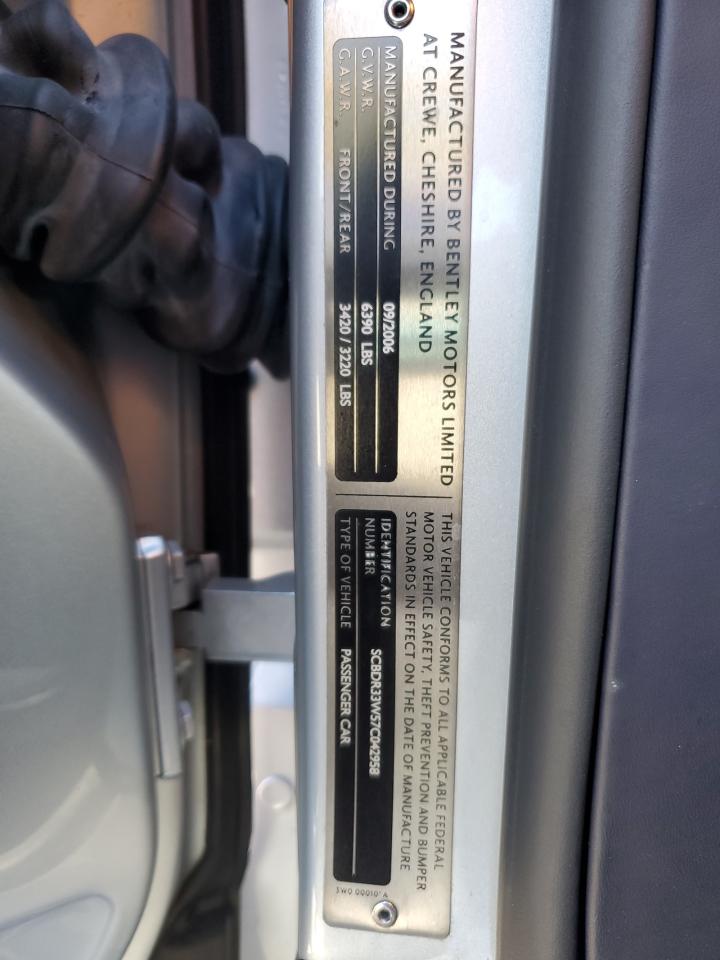 MANUFACTURED BY BENTLEY MOTORS LIMITED
AT CREWE, CHESHIRE, ENGLAND
MANUFACTURED DURING 09/2006
G.V.W.R. 6390 LBS
G.A.W.R. FRONT/REAR 3420 / 3220 LBS
THIS VEHICLE CONFORMS TO ALL APPLICABLE FEDERAL
MOTOR VEHICLE SAFETY, THEFT PREVENTION AND BUMPER
STANDARDS IN EFFECT ON THE DATE OF MANUFACTURE
IDENTIFICATION
NUMBER SCBDR33W57C042958
TYPE OF VEHICLE PASSENGER CAR